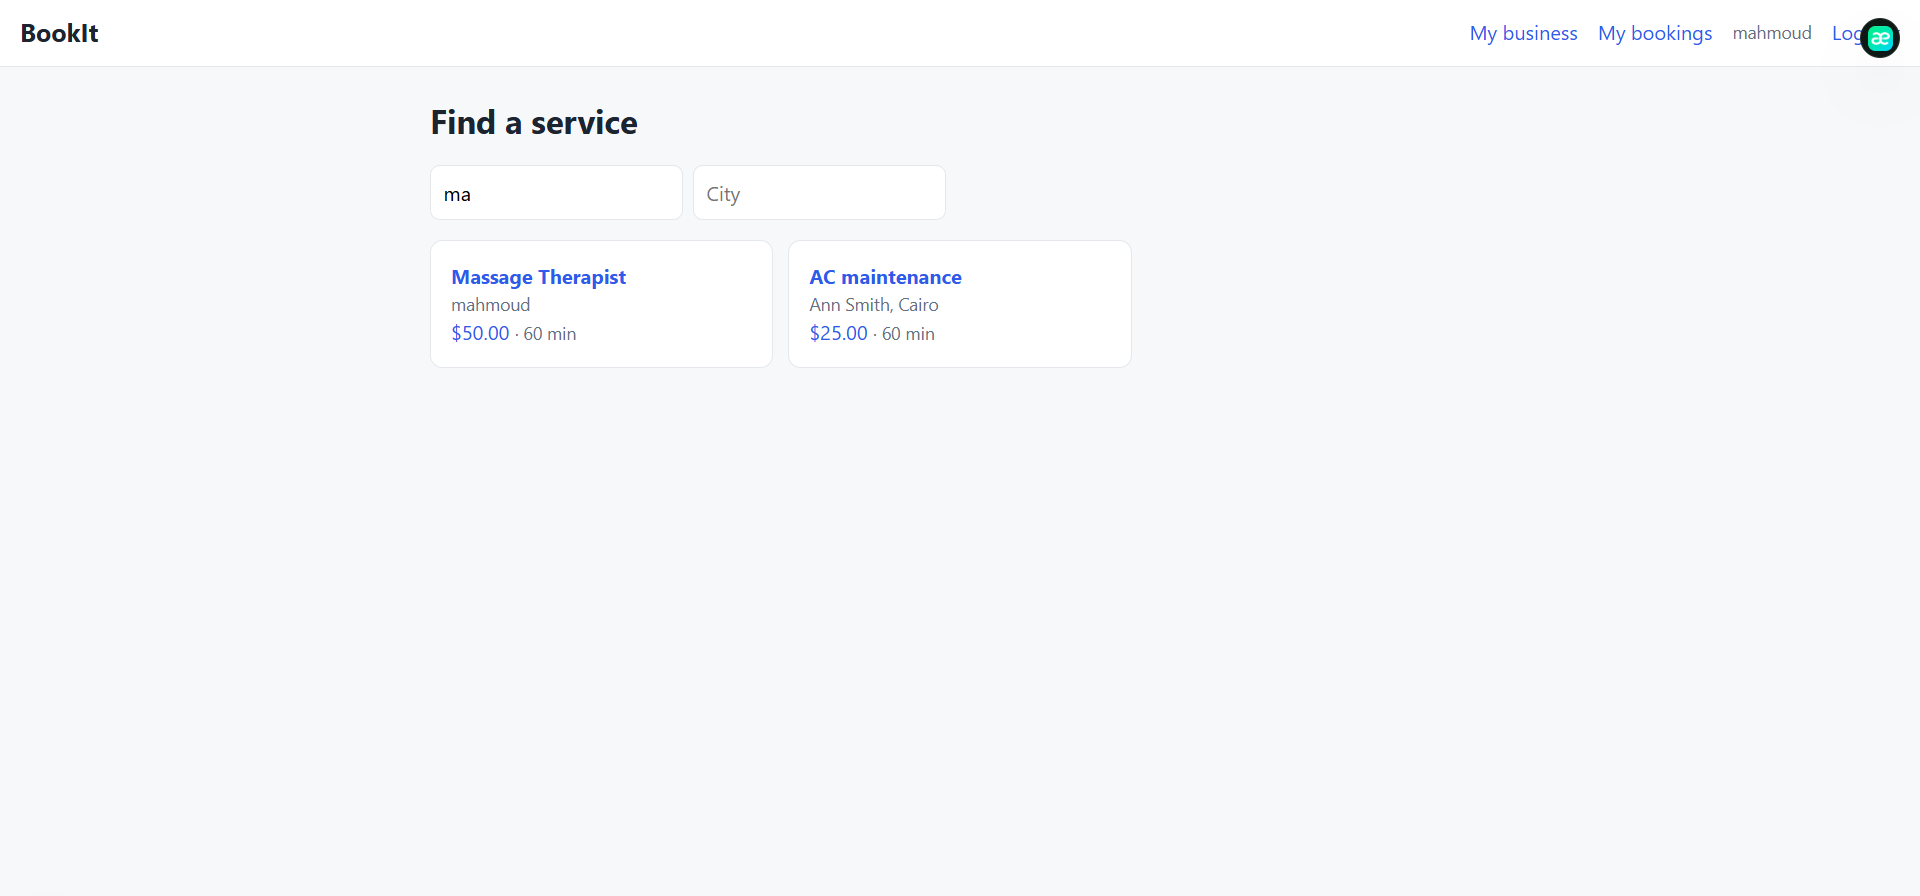 BookIt
My business My bookings mahmoud Log
æ
Find a service
ma
City
Massage Therapist
mahmoud
$50.00 · 60 min
AC maintenance
Ann Smith, Cairo
$25.00 · 60 min